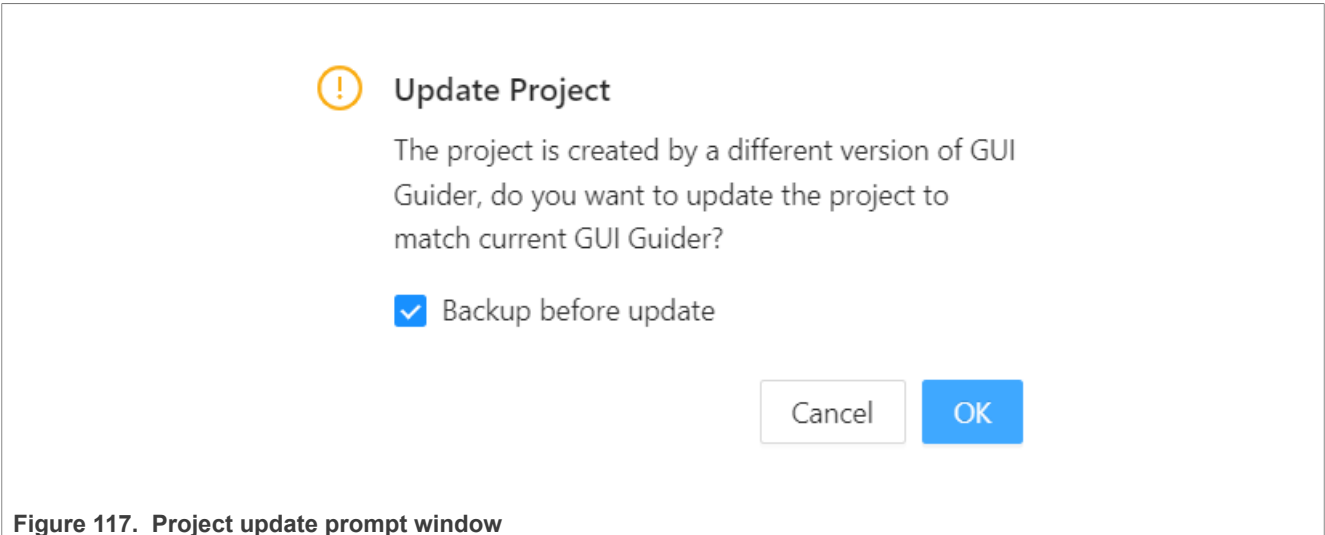 Update Project
The project is created by a different version of GUI
Guider, do you want to update the project to
match current GUI Guider?
Backup before update
Cancel
OK
Figure 117. Project update prompt window